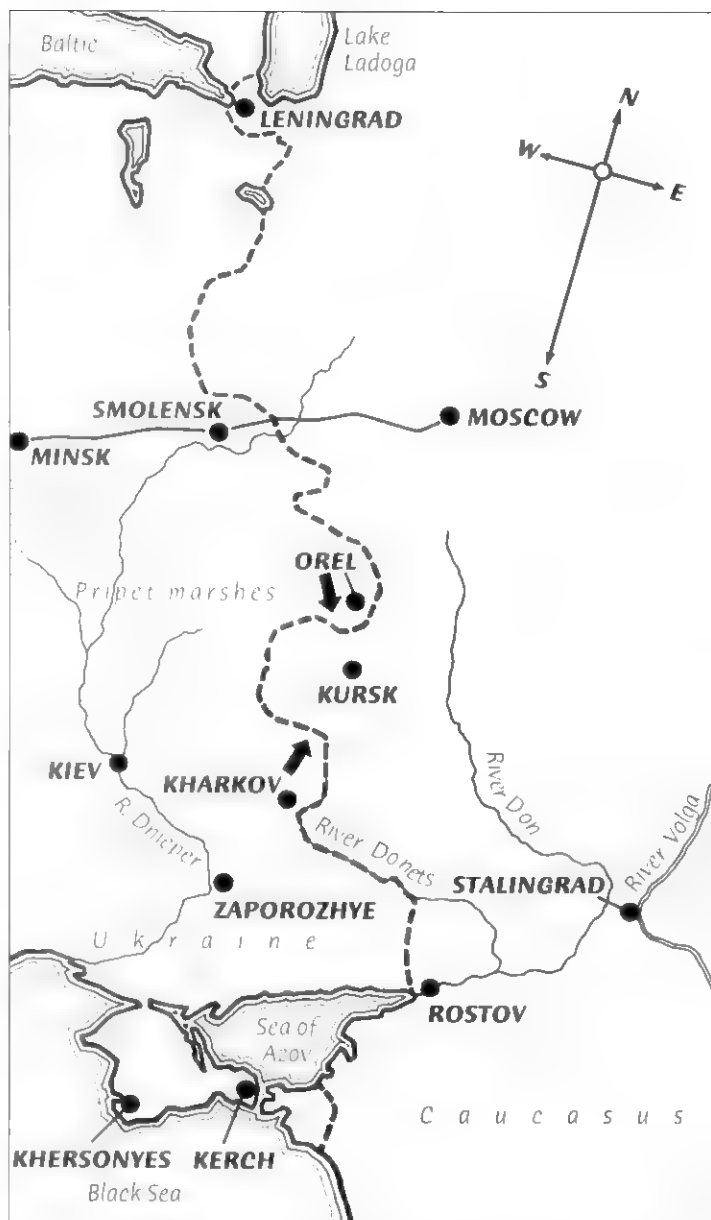 Baltic
Lake
Ladoga
LENINGRAD
N
W
E
S
SMOLENSK
MOSCOW
MINSK
OREL
Pripet marshes
KURSK
KIEV
KHARKOV
River Don
R. Dnieper
River Donets
River Volga
STALINGRAD
ZAPOROZHYE
Ukraine
ROSTOV
Sea of
Azov
Caucasus
KHERSONYES
KERCH
Black Sea